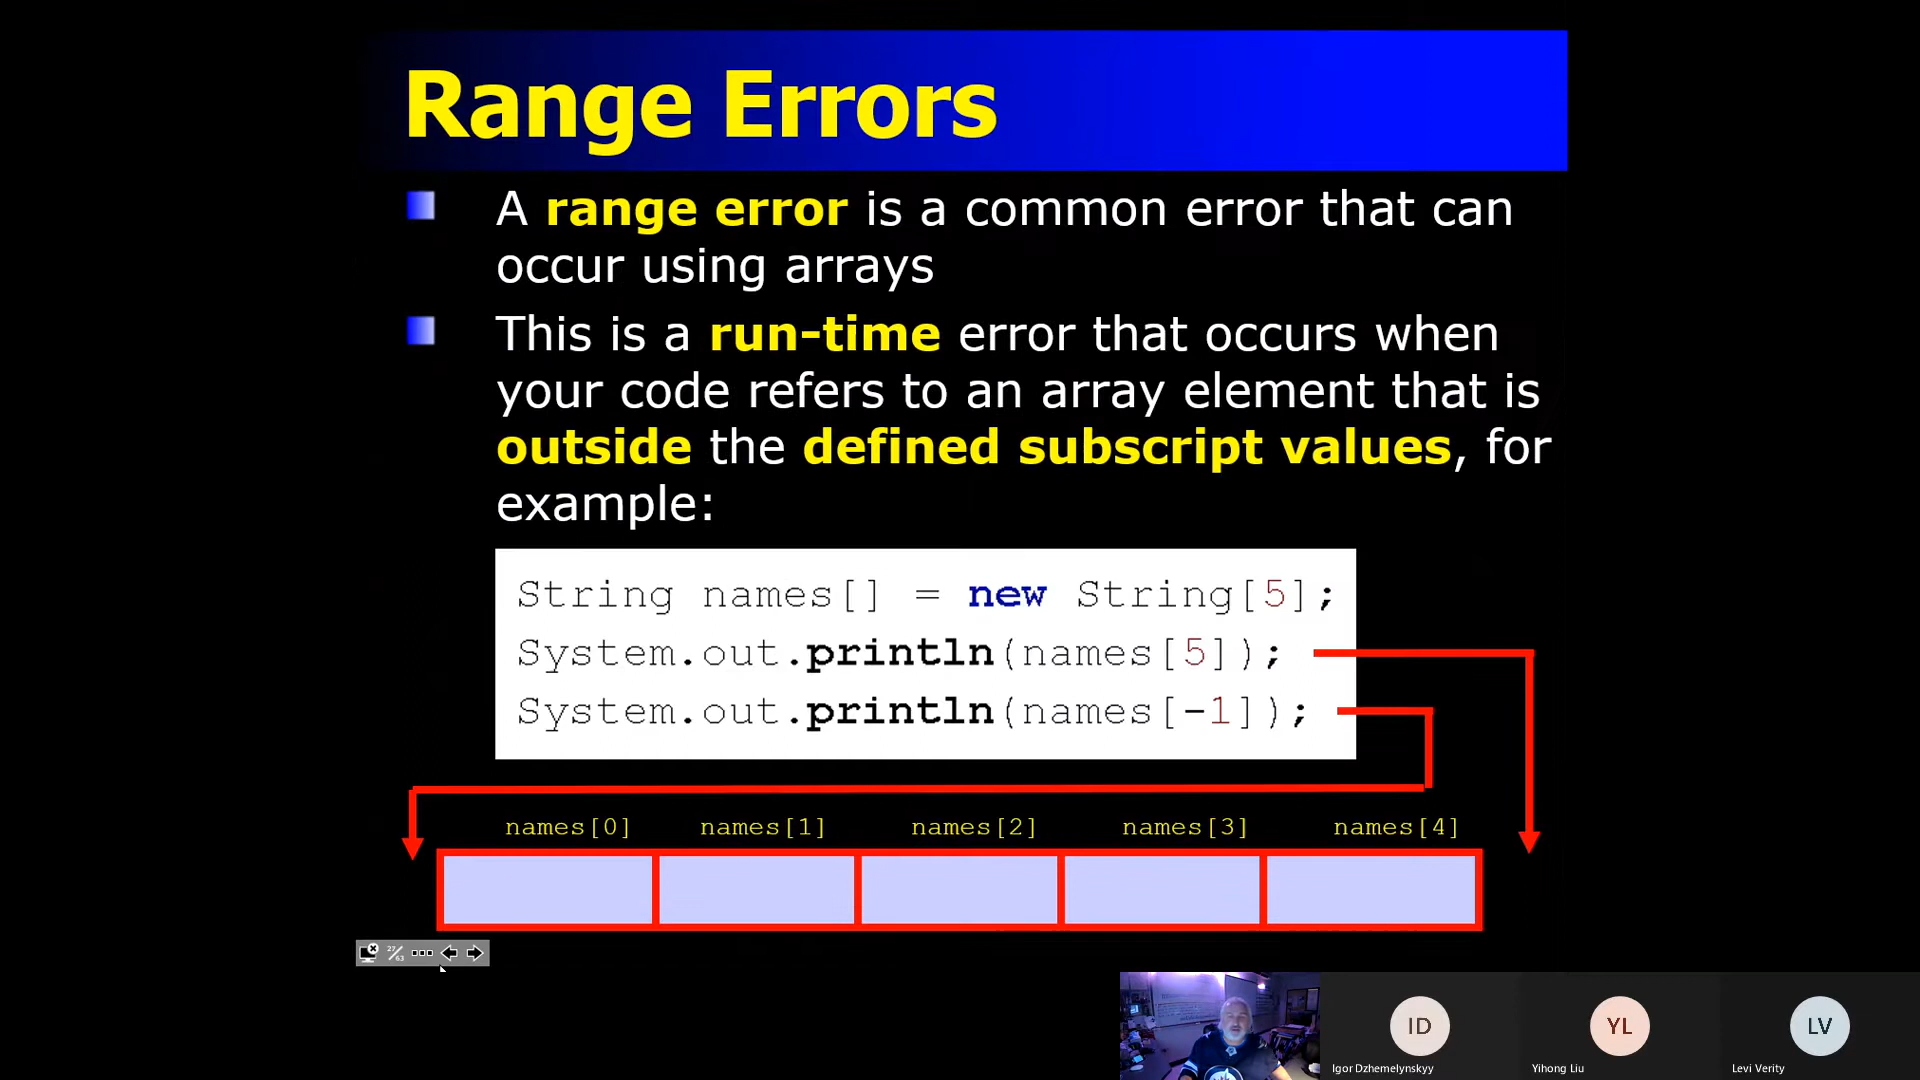 Range Errors
A range error is a common error that can
occur using arrays
This is a run-time error that occurs when
your code refers to an array element that is
outside the defined subscript values, for
example:
String names[] = new String[5];
System.out.println(names[5]);
System.out.println(names[-1]);
names[0] names[1] names[2] names[3] names[4]
27/63
ID YL LV
Igor Dzhemelynskyy Yihong Liu Levi Verity